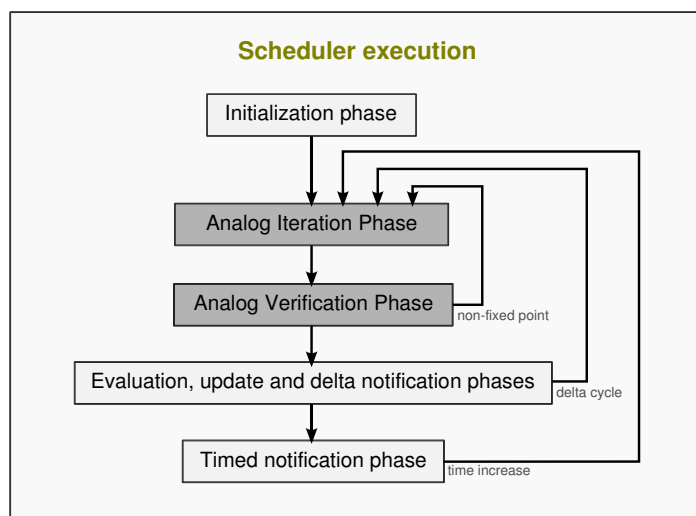 Scheduler execution
Initialization phase
Analog Iteration Phase
Analog Verification Phase
non-fixed point
Evaluation, update and delta notification phases
delta cycle
Timed notification phase
time increase